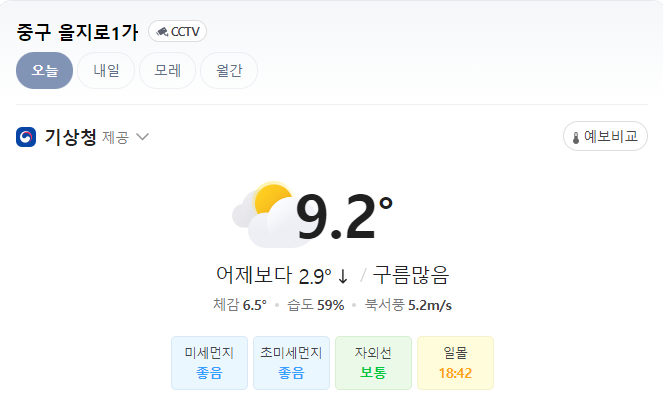 중구 을지로1가 CCTV
오늘 내일 모레 월간
기상청 제공 예보비교
9.2°
어제보다 2.9° ↓ / 구름많음
체감 6.5° • 습도 59% • 북서풍 5.2m/s
미세먼지 초미세먼지 자외선 일몰
좋음 좋음 보통 18:42